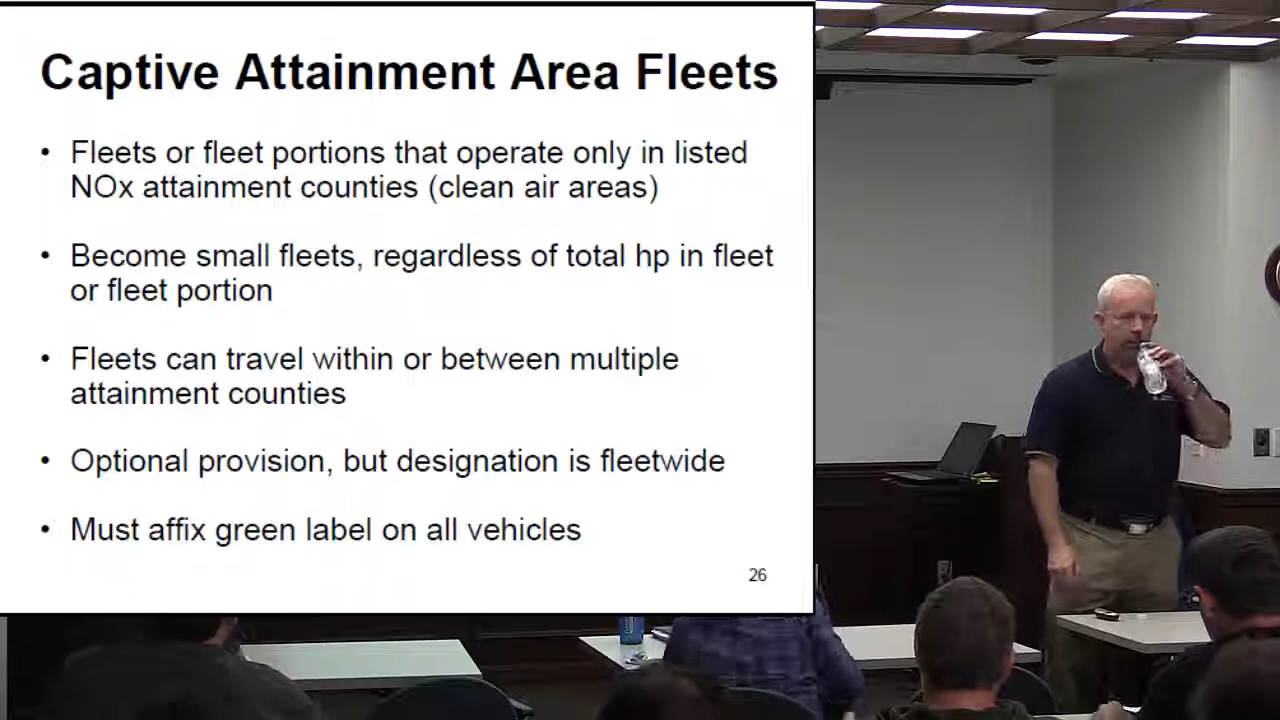 Captive Attainment Area Fleets
• Fleets or fleet portions that operate only in listed
NOx attainment counties (clean air areas)
• Become small fleets, regardless of total hp in fleet
or fleet portion
• Fleets can travel within or between multiple
attainment counties
• Optional provision, but designation is fleetwide
• Must affix green label on all vehicles
26